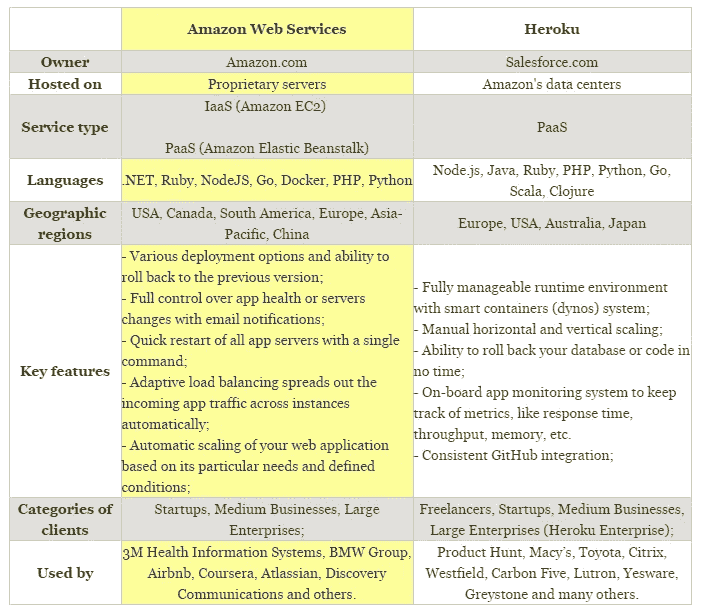 Amazon Web Services
Heroku
Owner
Amazon.com
Salesforce.com
Hosted on
Proprietary servers
Amazon's data centers
Service type
IaaS (Amazon EC2)
PaaS (Amazon Elastic Beanstalk)
PaaS
Languages
.NET, Ruby, NodeJS, Go, Docker, PHP, Python
Node.js, Java, Ruby, PHP, Python, Go,
Scala, Clojure
Geographic
regions
USA, Canada, South America, Europe, Asia-
Pacific, China
Europe, USA, Australia, Japan
Key features
- Various deployment options and ability to
roll back to the previous version;
- Full control over app health or servers
changes with email notifications;
- Quick restart of all app servers with a single
command;
- Adaptive load balancing spreads out the
incoming app traffic across instances
automatically;
- Automatic scaling of your web application
based on its particular needs and defined
conditions;
- Fully manageable runtime environment
with smart containers (dynos) system;
- Manual horizontal and vertical scaling;
- Ability to roll back your database or code in
no time;
- On-board app monitoring system to keep
track of metrics, like response time,
throughput, memory, etc.
- Consistent GitHub integration;
Categories of
clients
Startups, Medium Businesses, Large
Enterprises;
Freelancers, Startups, Medium Businesses,
Large Enterprises (Heroku Enterprise);
Used by
3M Health Information Systems, BMW Group,
Airbnb, Coursera, Atlassian, Discovery
Communications and others.
Product Hunt, Macy's, Toyota, Citrix,
Westfield, Carbon Five, Lutron, Yesware,
Greystone and many others.